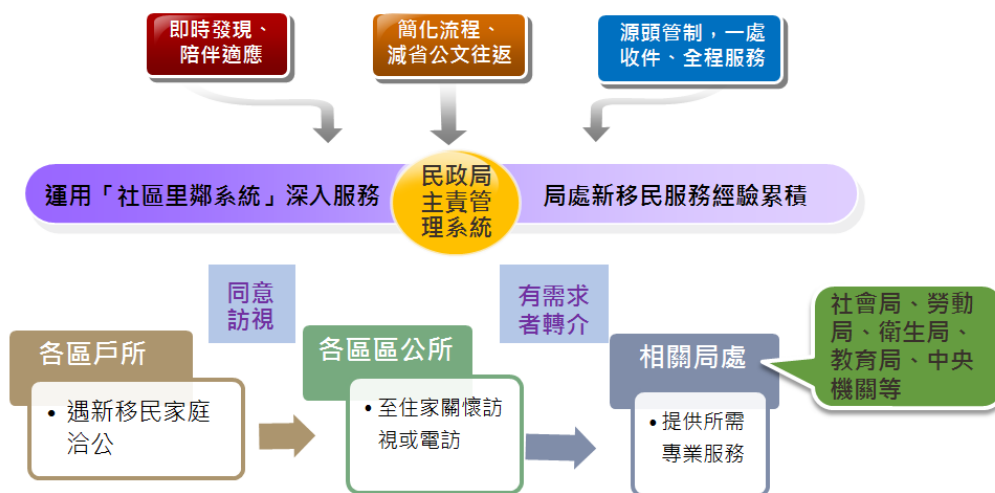 即時發現、
陪伴適應
簡化流程、
減省公文往返
源頭管制，一處
收件、全程服務
運用「社區里鄰系統」深入服務
民政局
主責管
理系統
局處新移民服務經驗累積
同意
訪視
有需求
者轉介
社會局、勞動
局、衛生局、
教育局、中央
機關等
各區戶所
• 遇新移民家庭
洽公
各區區公所
• 至住家關懷訪
視或電訪
相關局處
• 提供所需
專業服務